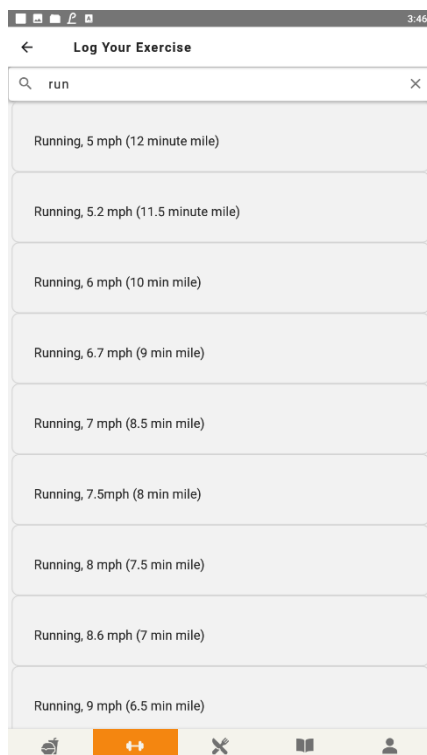 3:46
Log Your Exercise
run
Running, 5 mph (12 minute mile)
Running, 5.2 mph (11.5 minute mile)
Running, 6 mph (10 min mile)
Running, 6.7 mph (9 min mile)
Running, 7 mph (8.5 min mile)
Running, 7.5mph (8 min mile)
Running, 8 mph (7.5 min mile)
Running, 8.6 mph (7 min mile)
Running, 9 mph (6.5 min mile)